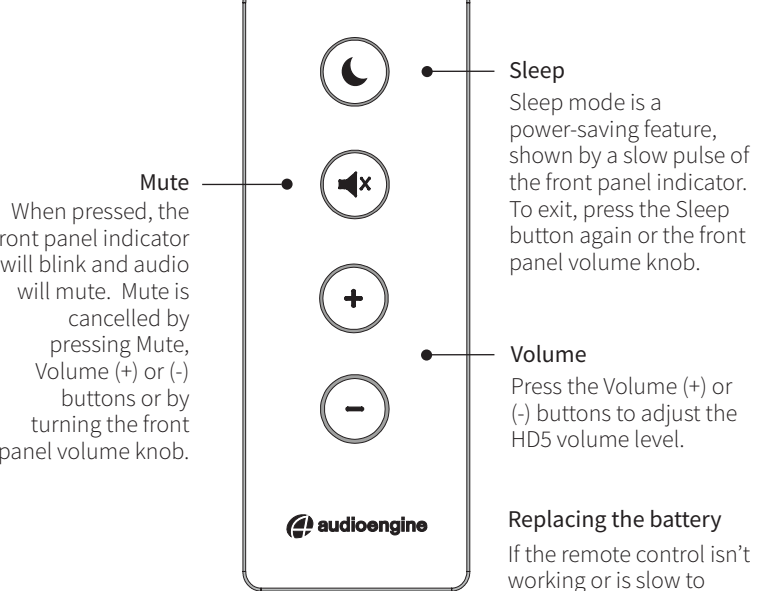 Sleep
Sleep mode is a
power-saving feature,
shown by a slow pulse of
the front panel indicator.
To exit, press the Sleep
button again or the front
panel volume knob.
Mute
When pressed, the
ront panel indicator
will blink and audio
will mute.  Mute is
cancelled by
pressing Mute,
Volume (+) or (-)
buttons or by
turning the front
panel volume knob.
Volume
Press the Volume (+) or
(-) buttons to adjust the
HD5 volume level.
audioengine
Replacing the battery
If the remote control isn't
working or is slow to